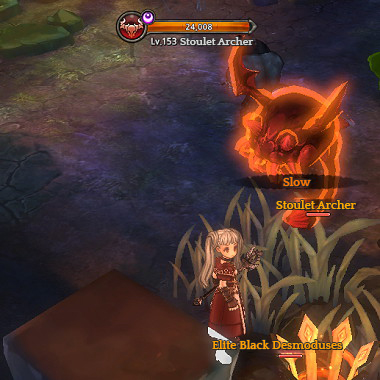 24,008
Lv.153 Stoulet Archer
Slow
Stoulet Archer
Elite Black Desmoduses